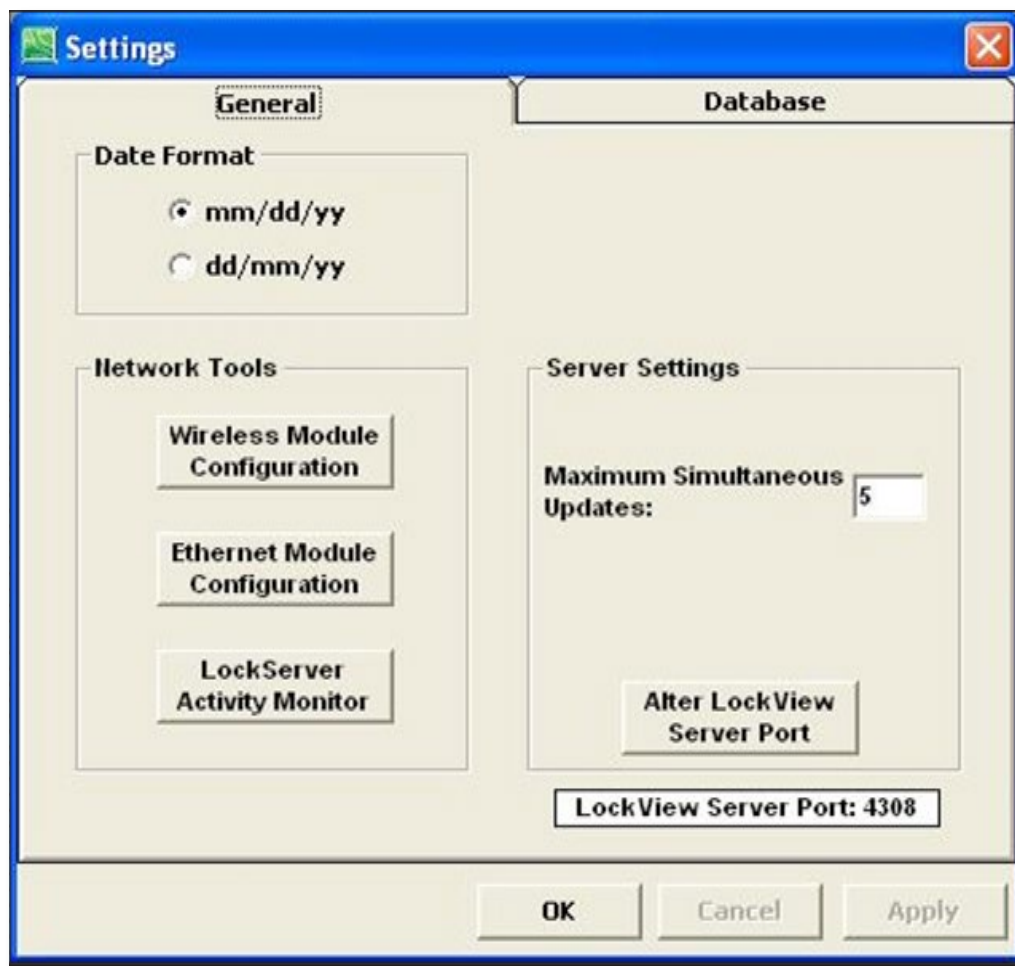 Settings
General
Database
Date Format
mm/dd/yy
dd/mm/yy
Network Tools
Wireless Module
Configuration
Ethernet Module
Configuration
LockServer
Activity Monitor
Server Settings
Maximum Simultaneous
Updates:
5
Alter LockView
Server Port
LockView Server Port: 4308
OK
Cancel
Apply